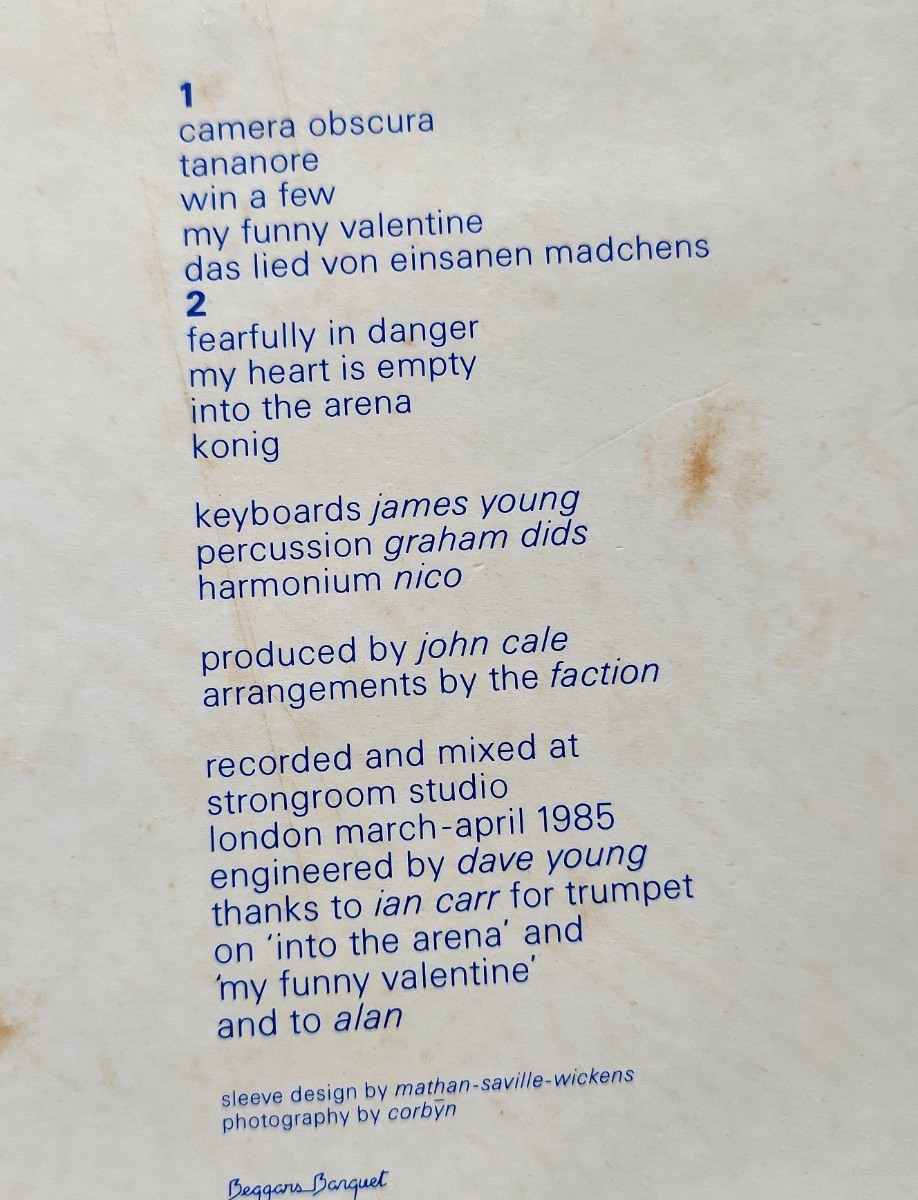 1
camera obscura
tananore
win a few
my funny valentine
das lied von einsanen madchens
2
fearfully in danger
my heart is empty
into the arena
konig
keyboards james young
percussion graham dids
harmonium nico
produced by john cale
arrangements by the faction
recorded and mixed at
strongroom studio
london march-april 1985
engineered by dave young
thanks to ian carr for trumpet
on ‘into the arena’ and
‘my funny valentine’
and to alan
sleeve design by mathan-saville-wickens
photography by corbȳn
Beggars Banquet